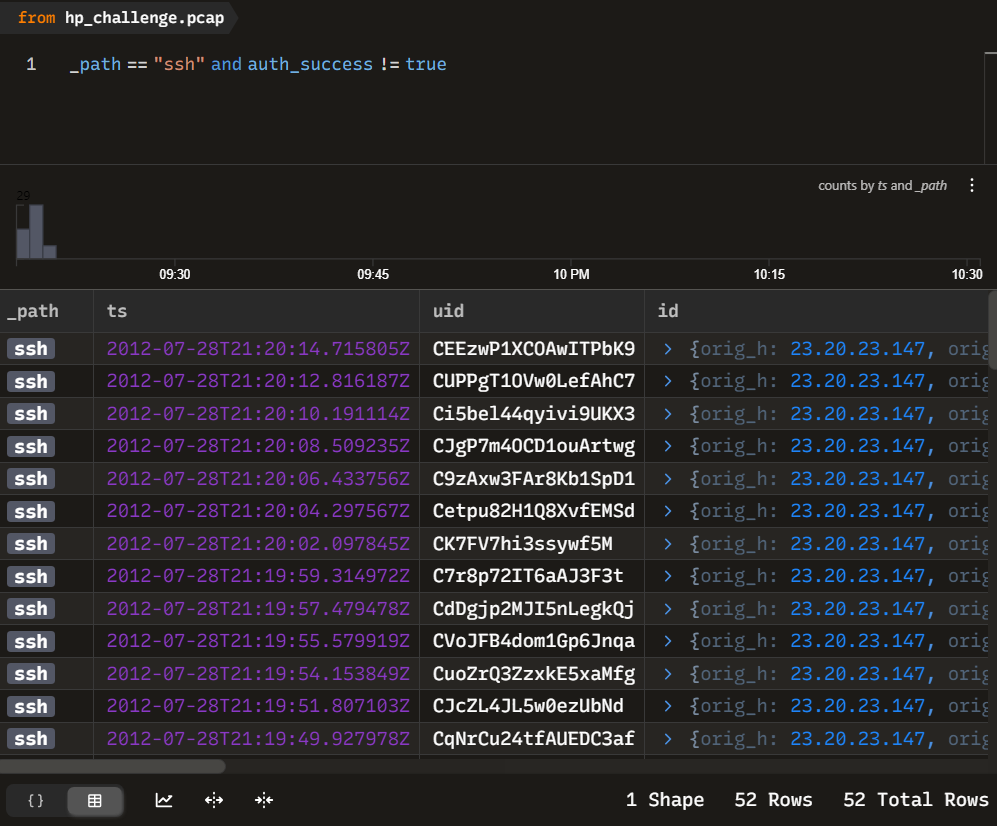 from hp_challenge.pcap
1 _path == "ssh" and auth_success != true
counts by ts and _path
29
09:30 09:45 10 PM 10:15 10:30
_path ts uid id
ssh 2012-07-28T21:20:14.715805Z CEEzwP1XCOAwITPbK9 > {orig_h: 23.20.23.147, orig
ssh 2012-07-28T21:20:12.816187Z CUPPgT1OVw0LefAhC7 > {orig_h: 23.20.23.147, orig
ssh 2012-07-28T21:20:10.191114Z Ci5bel44qyivi9UKX3 > {orig_h: 23.20.23.147, orig
ssh 2012-07-28T21:20:08.509235Z CJgP7m4OCD1ouArtwg > {orig_h: 23.20.23.147, orig
ssh 2012-07-28T21:20:06.433756Z C9zAxw3FAr8Kb1SpD1 > {orig_h: 23.20.23.147, orig
ssh 2012-07-28T21:20:04.297567Z Cetpu82H1Q8XvfEMSd > {orig_h: 23.20.23.147, orig
ssh 2012-07-28T21:20:02.097845Z CK7FV7hi3ssywf5M > {orig_h: 23.20.23.147, orig
ssh 2012-07-28T21:19:59.314972Z C7r8p72IT6aAJ3F3t > {orig_h: 23.20.23.147, orig
ssh 2012-07-28T21:19:57.479478Z CdDgjp2MJI5nLegkQj > {orig_h: 23.20.23.147, orig
ssh 2012-07-28T21:19:55.579919Z CVoJFB4dom1Gp6Jnqa > {orig_h: 23.20.23.147, orig
ssh 2012-07-28T21:19:54.153849Z CuoZrQ3ZzxkE5xaMfg > {orig_h: 23.20.23.147, orig
ssh 2012-07-28T21:19:51.807103Z CJcZL4JL5w0ezUbNd > {orig_h: 23.20.23.147, orig
ssh 2012-07-28T21:19:49.927978Z CqNrCu24tfAUEDC3af > {orig_h: 23.20.23.147, orig
{ } 1 Shape 52 Rows 52 Total Rows